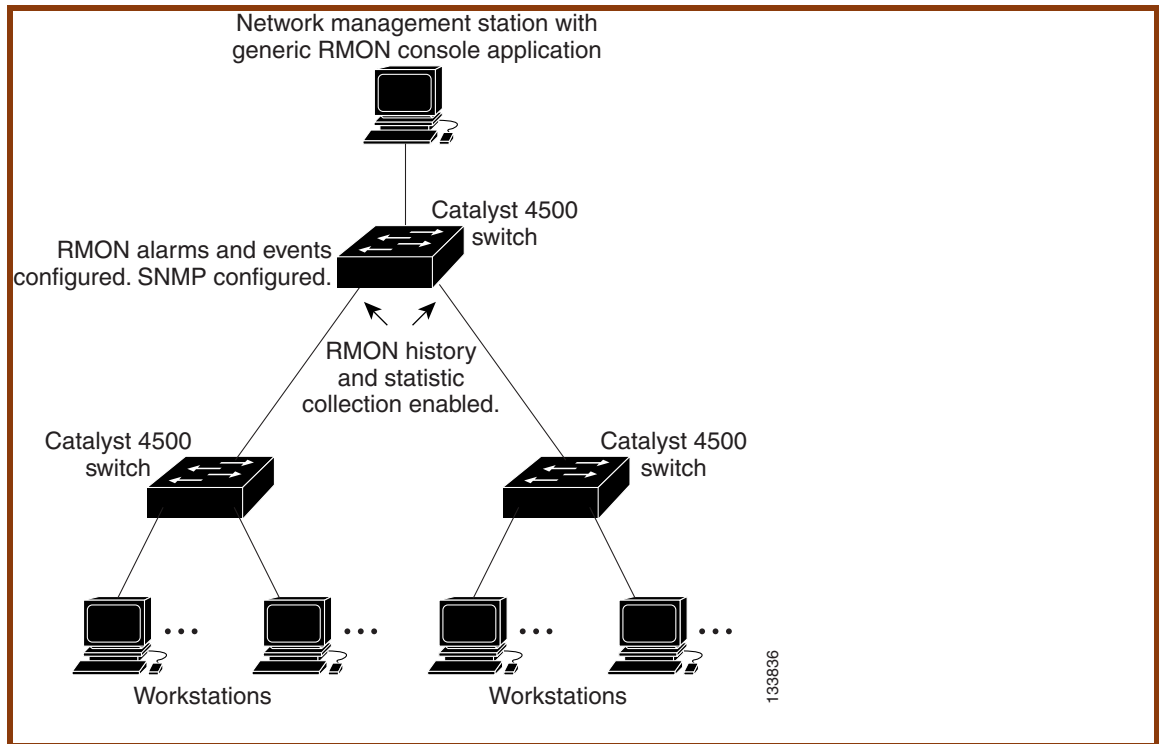 Network management station with
generic RMON console application
Catalyst 4500
switch
RMON alarms and events
configured. SNMP configured.
RMON history
and statistic
collection enabled.
Catalyst 4500
switch
Catalyst 4500
switch
Workstations
Workstations
133836